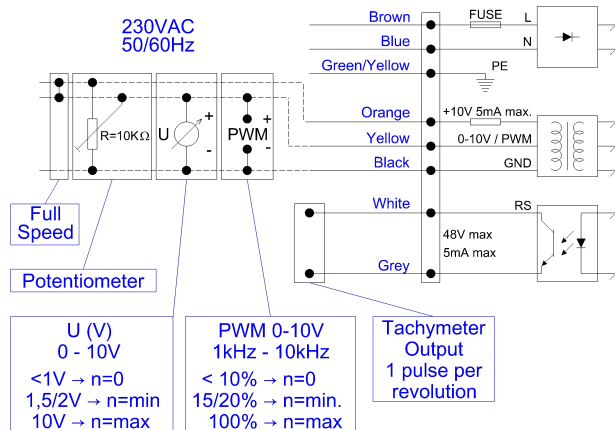 230VAC
50/60Hz
Brown
FUSE
L
Blue
N
Green/Yellow
PE
Orange
+10V 5mA max.
Yellow
0-10V / PWM
Black
GND
R=10KΩ
U
+
-
PWM
+
-
White
RS
48V max
5mA max
Grey
Full
Speed
Potentiometer
U (V)
0 - 10V
<1V → n=0
1,5/2V → n=min
10V → n=max
PWM 0-10V
1kHz - 10kHz
< 10% → n=0
15/20% → n=min.
100% → n=max
Tachymeter
Output
1 pulse per
revolution